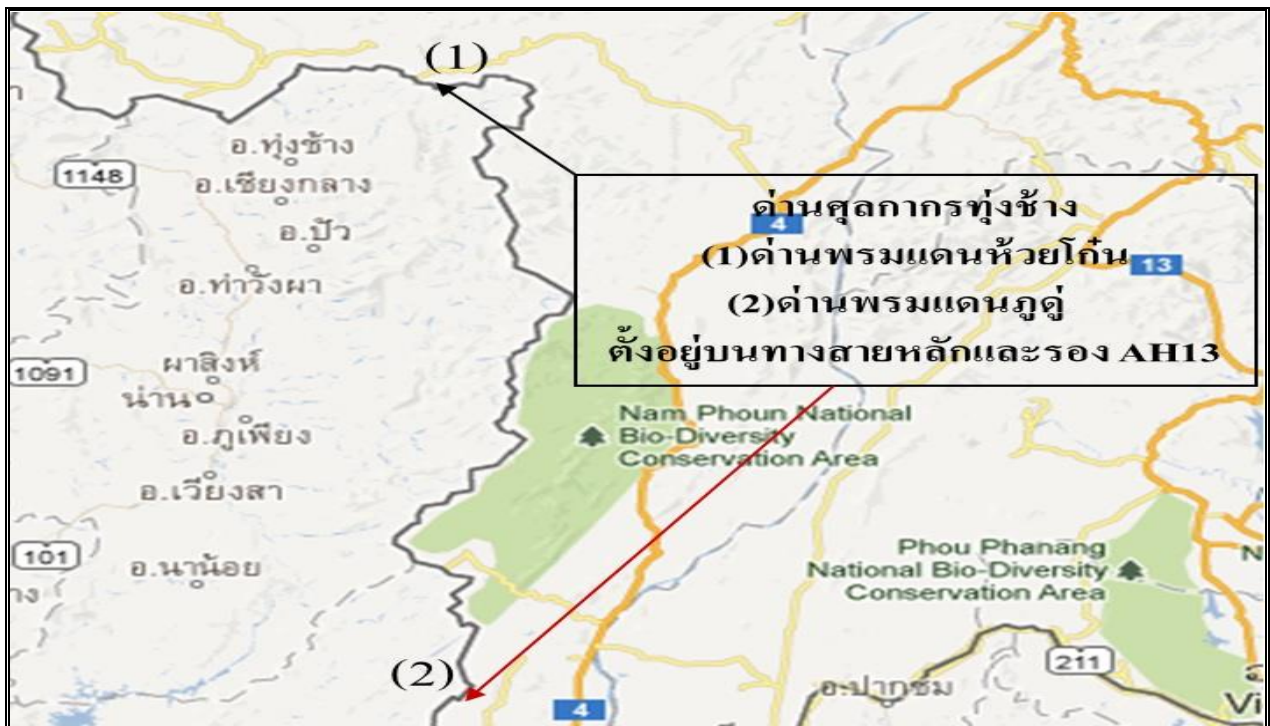 (1)
อ.ทุ่งช้าง
1148
อ.เชียงกลาง
อ.ปัว
อ.ท่าวังผา
ด่านศุลกากรทุ่งช้าง
4
(1)ด่านพรมแดนห้วยโก๋น
13
(2)ด่านพรมแดนภูดู่
ตั้งอยู่บนทางสายหลักและรอง AH13
1091
ผาสิงห์
น่าน
อ.ภูเพียง
Nam Phoun National
Bio-Diversity
Conservation Area
อ.เวียงสา
101
อ.นาน้อย
Phou Phanang
National Bio-Diversity
Conservation Area
N
(2)
211
อ.ปากชม
4
Vi